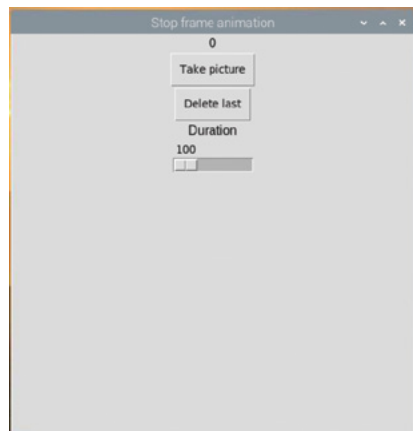 Stop frame animation
0
Take picture
Delete last
Duration
100